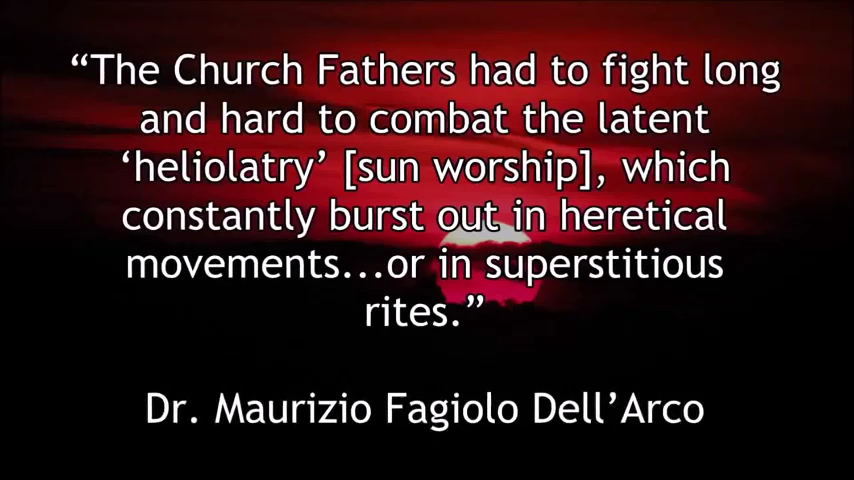 “The Church Fathers had to fight long
and hard to combat the latent
‘heliolatry’ [sun worship], which
constantly burst out in heretical
movements...or in superstitious
rites.”
Dr. Maurizio Fagiolo Dell’Arco